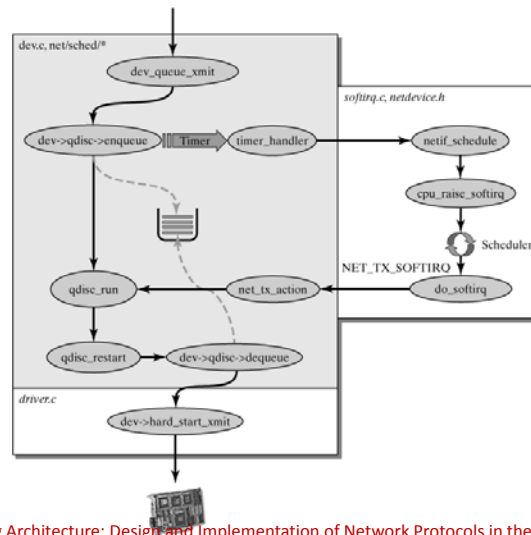 dev.c, net/sched/*
dev_queue_xmit
softirq.c, netdevice.h
dev->qdisc->enqueue
Timer
timer_handler
netif_schedule
cpu_raise_softirq
Scheduler
NET_TX_SOFTIRQ
qdisc_run
net_tx_action
do_softirq
qdisc_restart
dev->qdisc->dequeue
driver.c
dev->hard_start_xmit
Architecture: Design and Implementation of Network Protocols in the